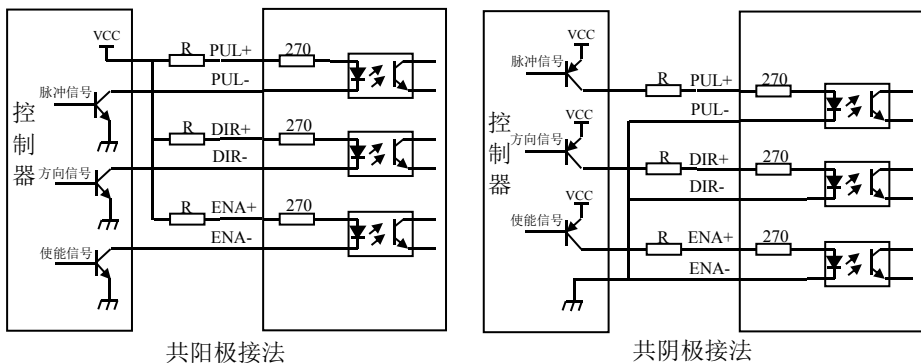 控制器
VCC
R
PUL+
270
脉冲信号
PUL-
R
DIR+
270
方向信号
DIR-
R
ENA+
270
使能信号
ENA-
共阳极接法
控制器
VCC
脉冲信号
R
PUL+
270
PUL-
VCC
方向信号
R
DIR+
270
DIR-
VCC
使能信号
R
ENA+
270
ENA-
共阴极接法